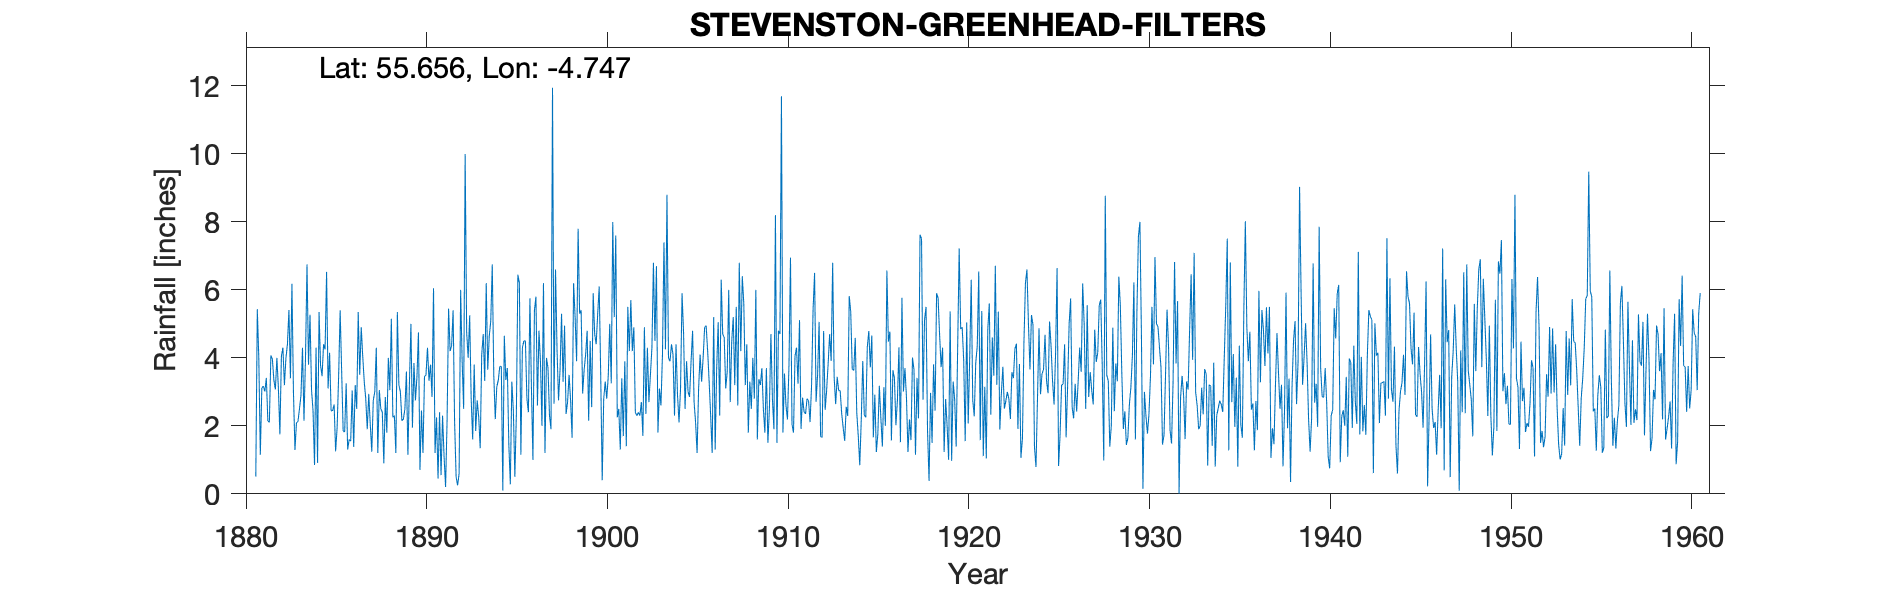 STEVENSTON-GREENHEAD-FILTERS
Lat: 55.656, Lon: -4.747
12
10
8
6
4
2
0
Rainfall [inches]
1880 1890 1900 1910 1920 1930 1940 1950 1960
Year